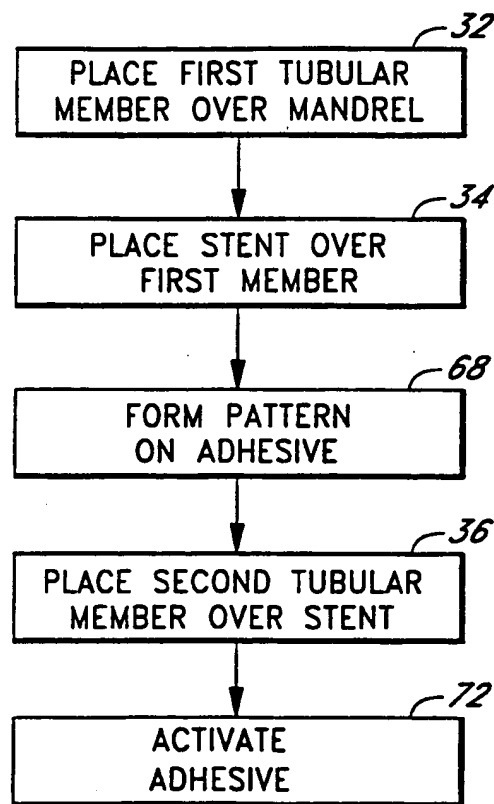 32
PLACE FIRST TUBULAR
MEMBER OVER MANDREL
34
PLACE STENT OVER
FIRST MEMBER
68
FORM PATTERN
ON ADHESIVE
36
PLACE SECOND TUBULAR
MEMBER OVER STENT
72
ACTIVATE
ADHESIVE